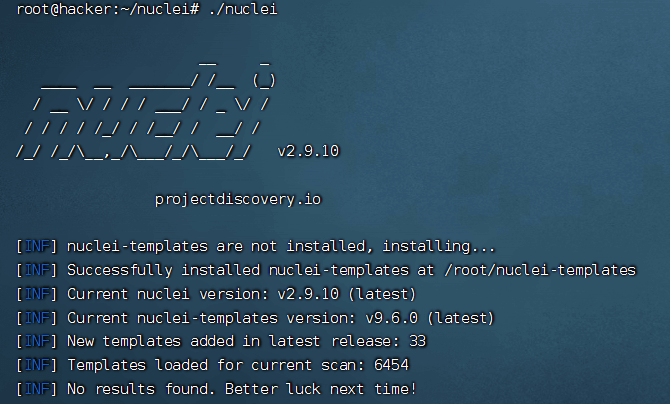 root@hacker:~/nuclei# ./nuclei
                     __     _
   ____  __  _______/ /__  (_)
  / __ \/ / / / ___/ / _ \/ /
 / / / / /_/ / /__/ /  __/ /
/_/ /_/\__,_/\___/_/\___/_/   v2.9.10
projectdiscovery.io
[INF] nuclei-templates are not installed, installing...
[INF] Successfully installed nuclei-templates at /root/nuclei-templates
[INF] Current nuclei version: v2.9.10 (latest)
[INF] Current nuclei-templates version: v9.6.0 (latest)
[INF] New templates added in latest release: 33
[INF] Templates loaded for current scan: 6454
[INF] No results found. Better luck next time!